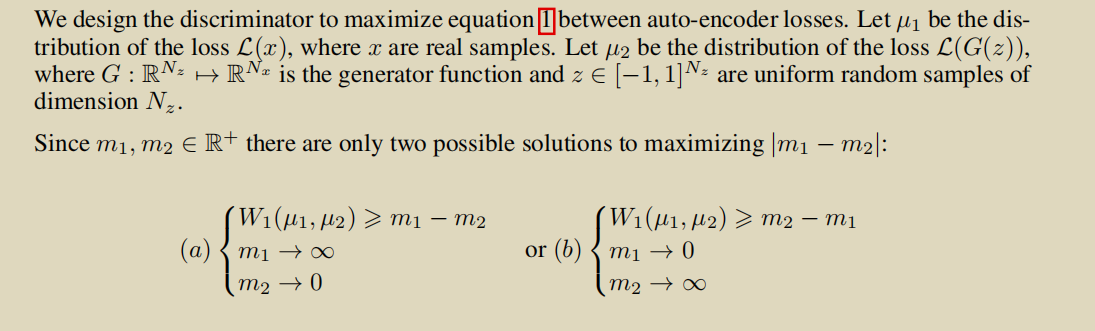 We design the discriminator to maximize equation 1 between auto-encoder losses. Let μ₁ be the dis-
tribution of the loss ℒ(x), where x are real samples. Let μ₂ be the distribution of the loss ℒ(G(z)),
where G : ℝ^{N_z} ↦ ℝ^{N_x} is the generator function and z ∈ [−1, 1]^{N_z} are uniform random samples of
dimension N_z.
Since m₁, m₂ ∈ ℝ⁺ there are only two possible solutions to maximizing |m₁ − m₂|:
(a) { W₁(μ₁, μ₂) ⩾ m₁ − m₂
m₁ → ∞
m₂ → 0
or (b) { W₁(μ₁, μ₂) ⩾ m₂ − m₁
m₁ → 0
m₂ → ∞